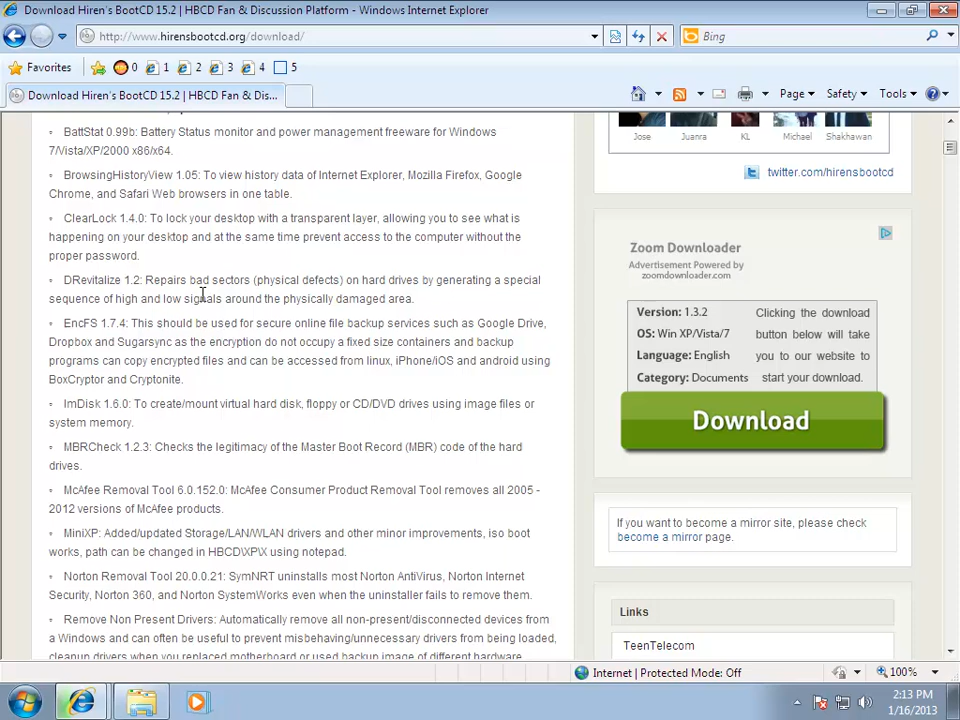 Download Hiren's BootCD 15.2 | HBCD Fan & Discussion Platform - Windows Internet Explorer
http://www.hirensbootcd.org/download/
Bing
Favorites
0
1
2
3
4
5
Download Hiren's BootCD 15.2 | HBCD Fan & Dis...
Page
Safety
Tools
BattStat 0.99b: Battery Status monitor and power management freeware for Windows
7/Vista/XP/2000 x86/x64.
BrowsingHistoryView 1.05: To view history data of Internet Explorer, Mozilla Firefox, Google
Chrome, and Safari Web browsers in one table.
ClearLock 1.4.0: To lock your desktop with a transparent layer, allowing you to see what is
happening on your desktop and at the same time prevent access to the computer without the
proper password.
DRevitalize 1.2: Repairs bad sectors (physical defects) on hard drives by generating a special
sequence of high and low signals around the physically damaged area.
EncFS 1.7.4: This should be used for secure online file backup services such as Google Drive,
Dropbox and Sugarsync as the encryption do not occupy a fixed size containers and backup
programs can copy encrypted files and can be accessed from linux, iPhone/iOS and android using
BoxCryptor and Cryptonite.
ImDisk 1.6.0: To create/mount virtual hard disk, floppy or CD/DVD drives using image files or
system memory.
MBRCheck 1.2.3: Checks the legitimacy of the Master Boot Record (MBR) code of the hard
drives.
McAfee Removal Tool 6.0.152.0: McAfee Consumer Product Removal Tool removes all 2005 -
2012 versions of McAfee products.
MiniXP: Added/updated Storage/LAN/WLAN drivers and other minor improvements, iso boot
works, path can be changed in HBCD\XP\X using notepad.
Norton Removal Tool 20.0.0.21: SymNRT uninstalls most Norton AntiVirus, Norton Internet
Security, Norton 360, and Norton SystemWorks even when the uninstaller fails to remove them.
Remove Non Present Drivers: Automatically remove all non-present/disconnected devices from
a Windows and can often be useful to prevent misbehaving/unnecessary drivers from being loaded,
cleanup drivers when you replaced motherboard or used backup image of different hardware
Jose
Juanra
KL
Michael
Shakhawan
twitter.com/hirensbootcd
Zoom Downloader
Advertisement Powered by
zoomdownloader.com
Version: 1.3.2
OS: Win XP/Vista/7
Language: English
Category: Documents
Clicking the download
button below will take
you to our website to
start your download.
Download
If you want to become a mirror site, please check
become a mirror page.
Links
TeenTelecom
Internet | Protected Mode: Off
100%
2:13 PM
1/16/2013